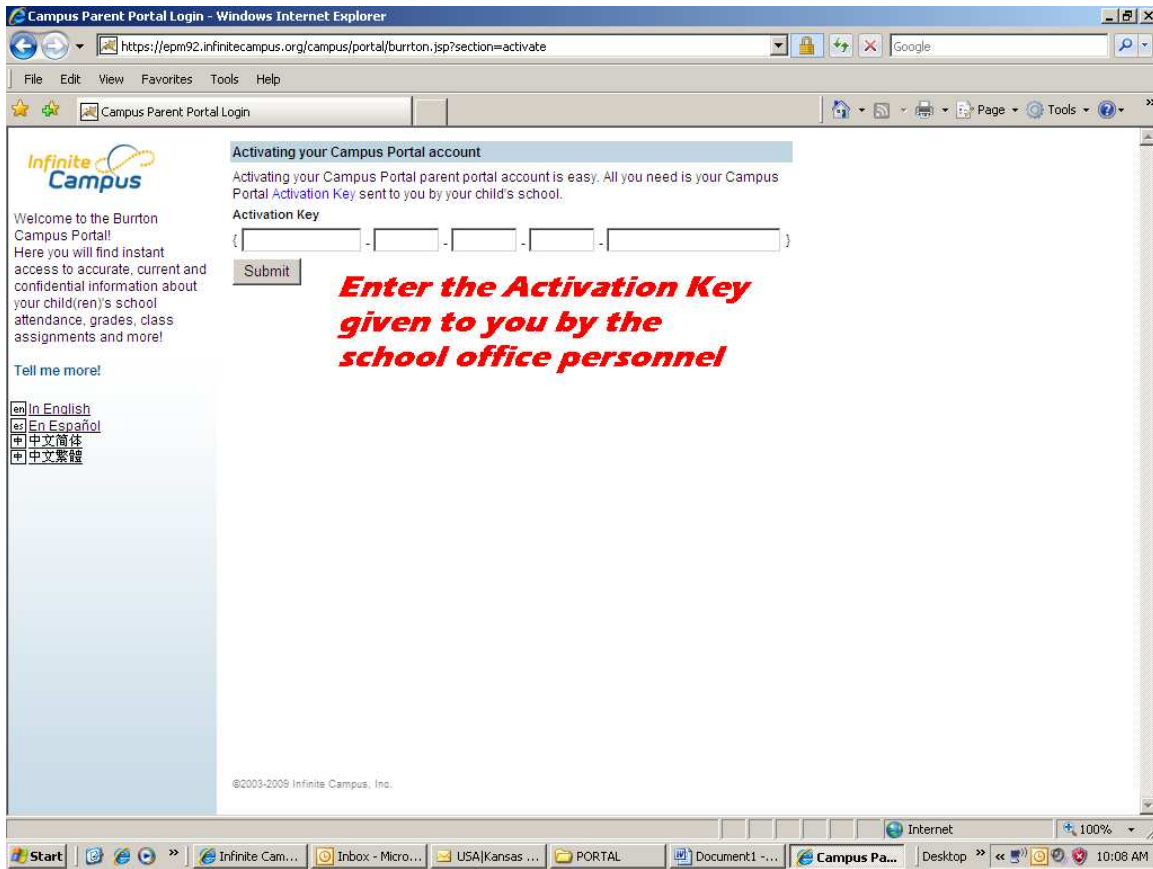 Campus Parent Portal Login - Windows Internet Explorer
https://epm92.infinitecampus.org/campus/portal/burrton.jsp?section=activate
Google
File Edit View Favorites Tools Help
Campus Parent Portal Login
Page Tools
Infinite
Campus
Welcome to the Burrton
Campus Portal!
Here you will find instant
access to accurate, current and
confidential information about
your child(ren)'s school
attendance, grades, class
assignments and more!
Tell me more!
en In English
es En Español
中 中文简体
中 中文繁體
Activating your Campus Portal account
Activating your Campus Portal parent portal account is easy. All you need is your Campus
Portal Activation Key sent to you by your child's school.
Activation Key
{ - - - - }
Submit
Enter the Activation Key
given to you by the
school office personnel
©2003-2009 Infinite Campus, Inc.
Internet 100%
Start » Infinite Cam... Inbox - Micro... USA|Kansas ... PORTAL Document1 -... Campus Pa... Desktop » « 10:08 AM